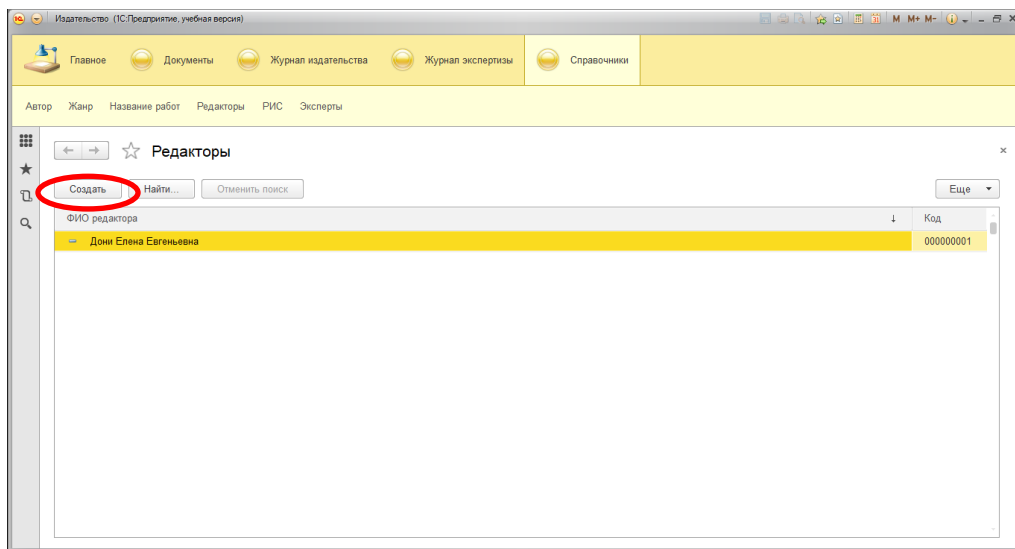 Издательство (1С:Предприятие, учебная версия) M M+ M-
Главное Документы Журнал издательства Журнал экспертизы Справочники
Автор Жанр Название работ Редакторы РИС Эксперты
Редакторы
Создать Найти... Отменить поиск Еще
ФИО редактора ↓ Код
Дони Елена Евгеньевна 000000001